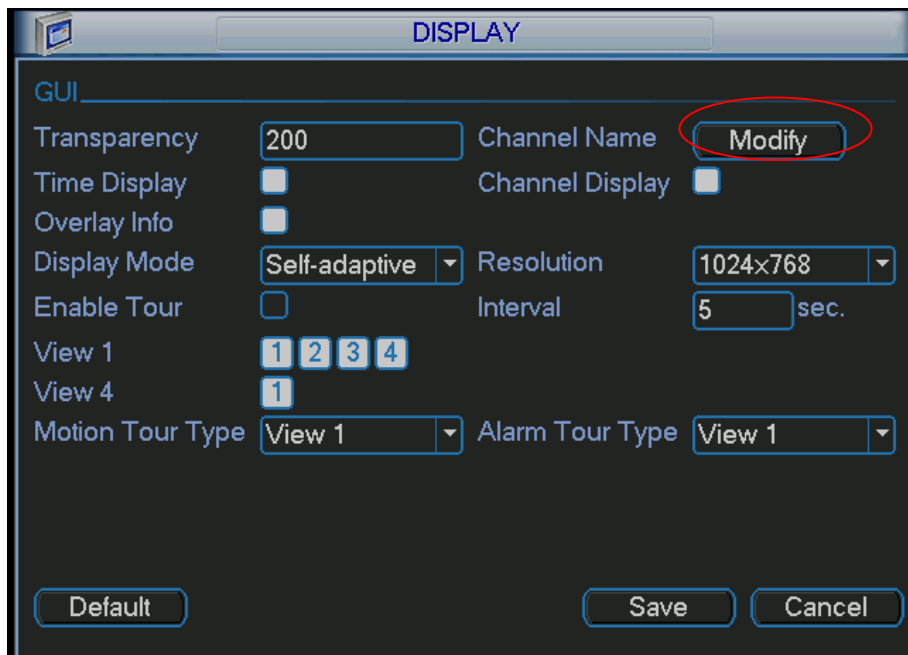 DISPLAY
GUI
Transparency 200 Channel Name Modify
Time Display Channel Display
Overlay Info
Display Mode Self-adaptive Resolution 1024×768
Enable Tour Interval 5 sec.
View 1 1 2 3 4
View 4 1
Motion Tour Type View 1 Alarm Tour Type View 1
Default Save Cancel